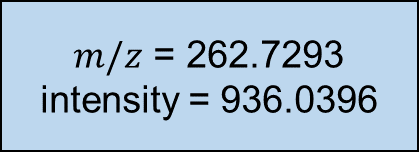 m/z = 262.7293
intensity = 936.0396